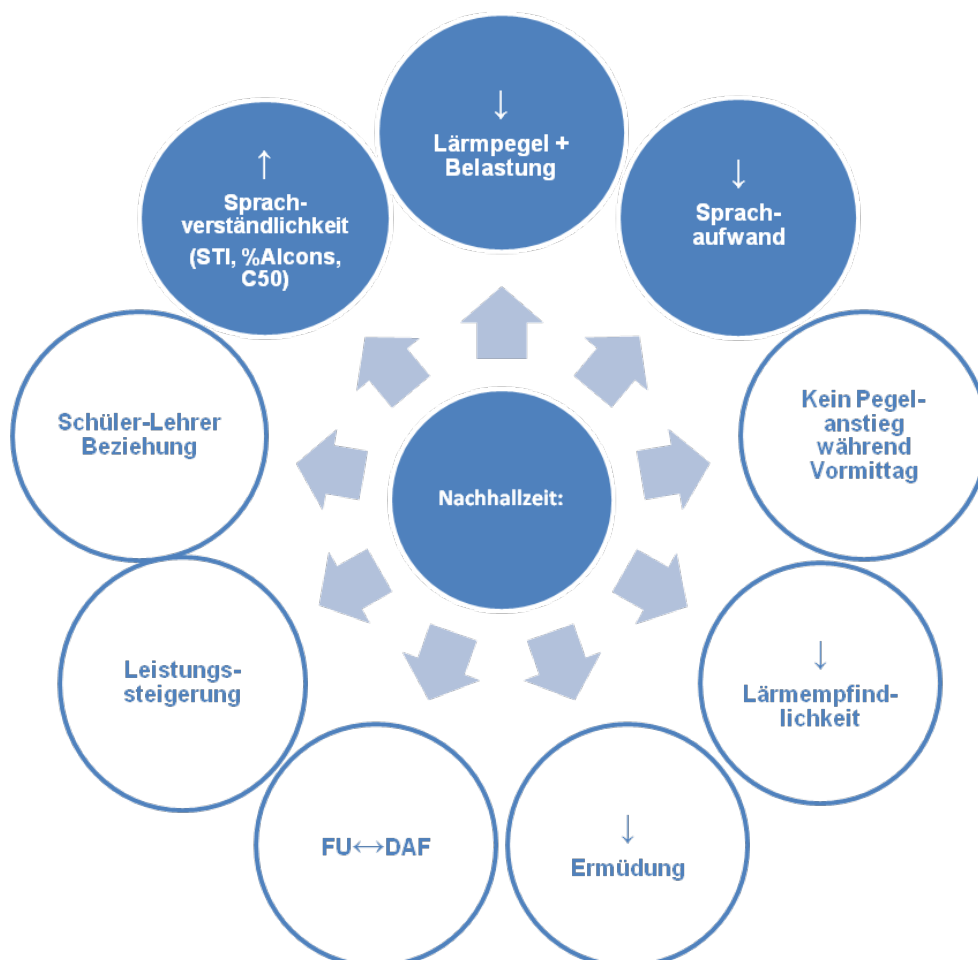 ↓
Lärmpegel +
Belastung
↓
Sprach-
aufwand
Kein Pegel-
anstieg
während
Vormittag
↓
Lärmempfind-
lichkeit
↓
Ermüdung
FU↔DAF
Leistungs-
steigerung
Schüler-Lehrer
Beziehung
↑
Sprach-
verständlichkeit
(STI, %Alcons,
C50)
Nachhallzeit: